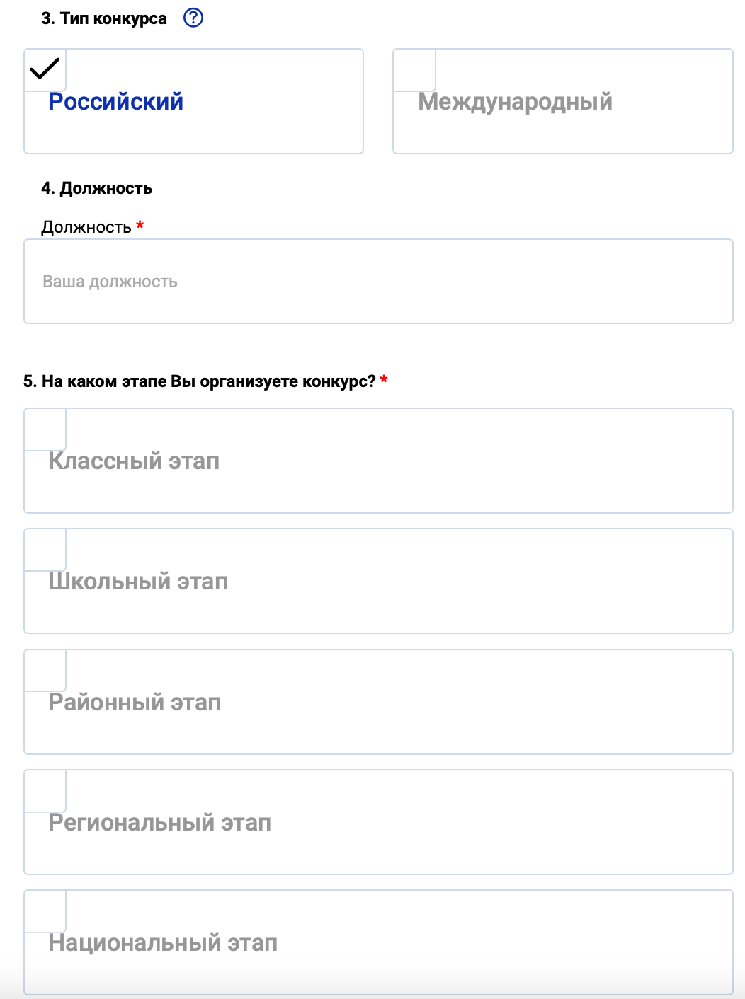 3. Тип конкурса ?
Российский
Международный
4. Должность
Должность *
Ваша должность
5. На каком этапе Вы организуете конкурс? *
Классный этап
Школьный этап
Районный этап
Региональный этап
Национальный этап